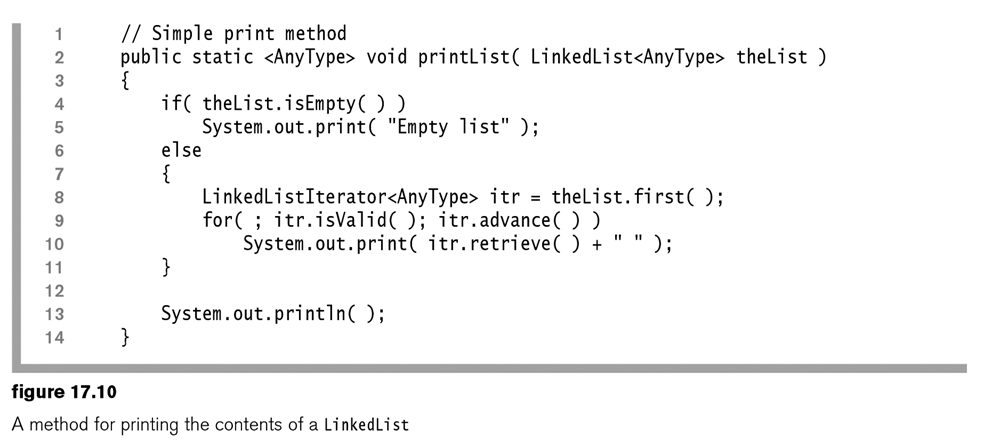 1 // Simple print method
2 public static <AnyType> void printList( LinkedList<AnyType> theList )
3 {
4     if( theList.isEmpty( ) )
5         System.out.print( "Empty list" );
6     else
7     {
8         LinkedListIterator<AnyType> itr = theList.first( );
9         for( ; itr.isValid( ); itr.advance( ) )
10             System.out.print( itr.retrieve( ) + " " );
11     }
12
13     System.out.println( );
14 }
figure 17.10
A method for printing the contents of a LinkedList